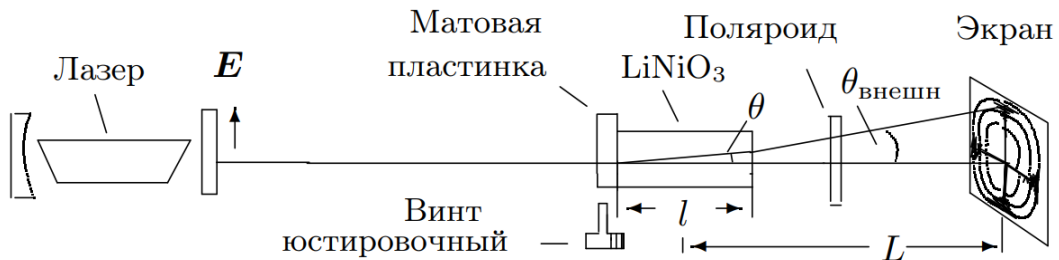 Лазер
E
Матовая
пластинка
Поляроид
LiNiO₃
Экран
θ
θвнешн
l
L
Винт
юстировочный